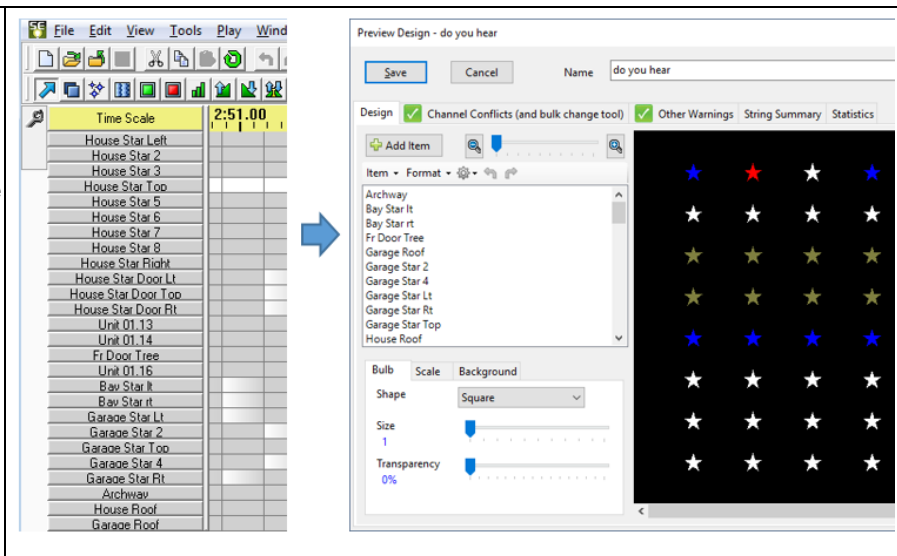 SE File Edit View Tools Play Wind
Time Scale 2:51.00
House Star Left
House Star 2
House Star 3
House Star Top
House Star 5
House Star 6
House Star 7
House Star 8
House Star Right
House Star Door Lt
House Star Door Top
House Star Door Rt
Unit 01.13
Unit 01.14
Fr Door Tree
Unit 01.16
Bay Star lt
Bay Star rt
Garage Star Lt
Garage Star 2
Garage Star Top
Garage Star 4
Garage Star Rt
Archway
House Roof
Garage Roof
Preview Design - do you hear
Save Cancel Name do you hear
Design Channel Conflicts (and bulk change tool) Other Warnings String Summary Statistics
Add Item
Item Format
Archway
Bay Star lt
Bay Star rt
Fr Door Tree
Garage Roof
Garage Star 2
Garage Star 4
Garage Star Lt
Garage Star Rt
Garage Star Top
House Roof
Bulb Scale Background
Shape Square
Size
1
Transparency
0%